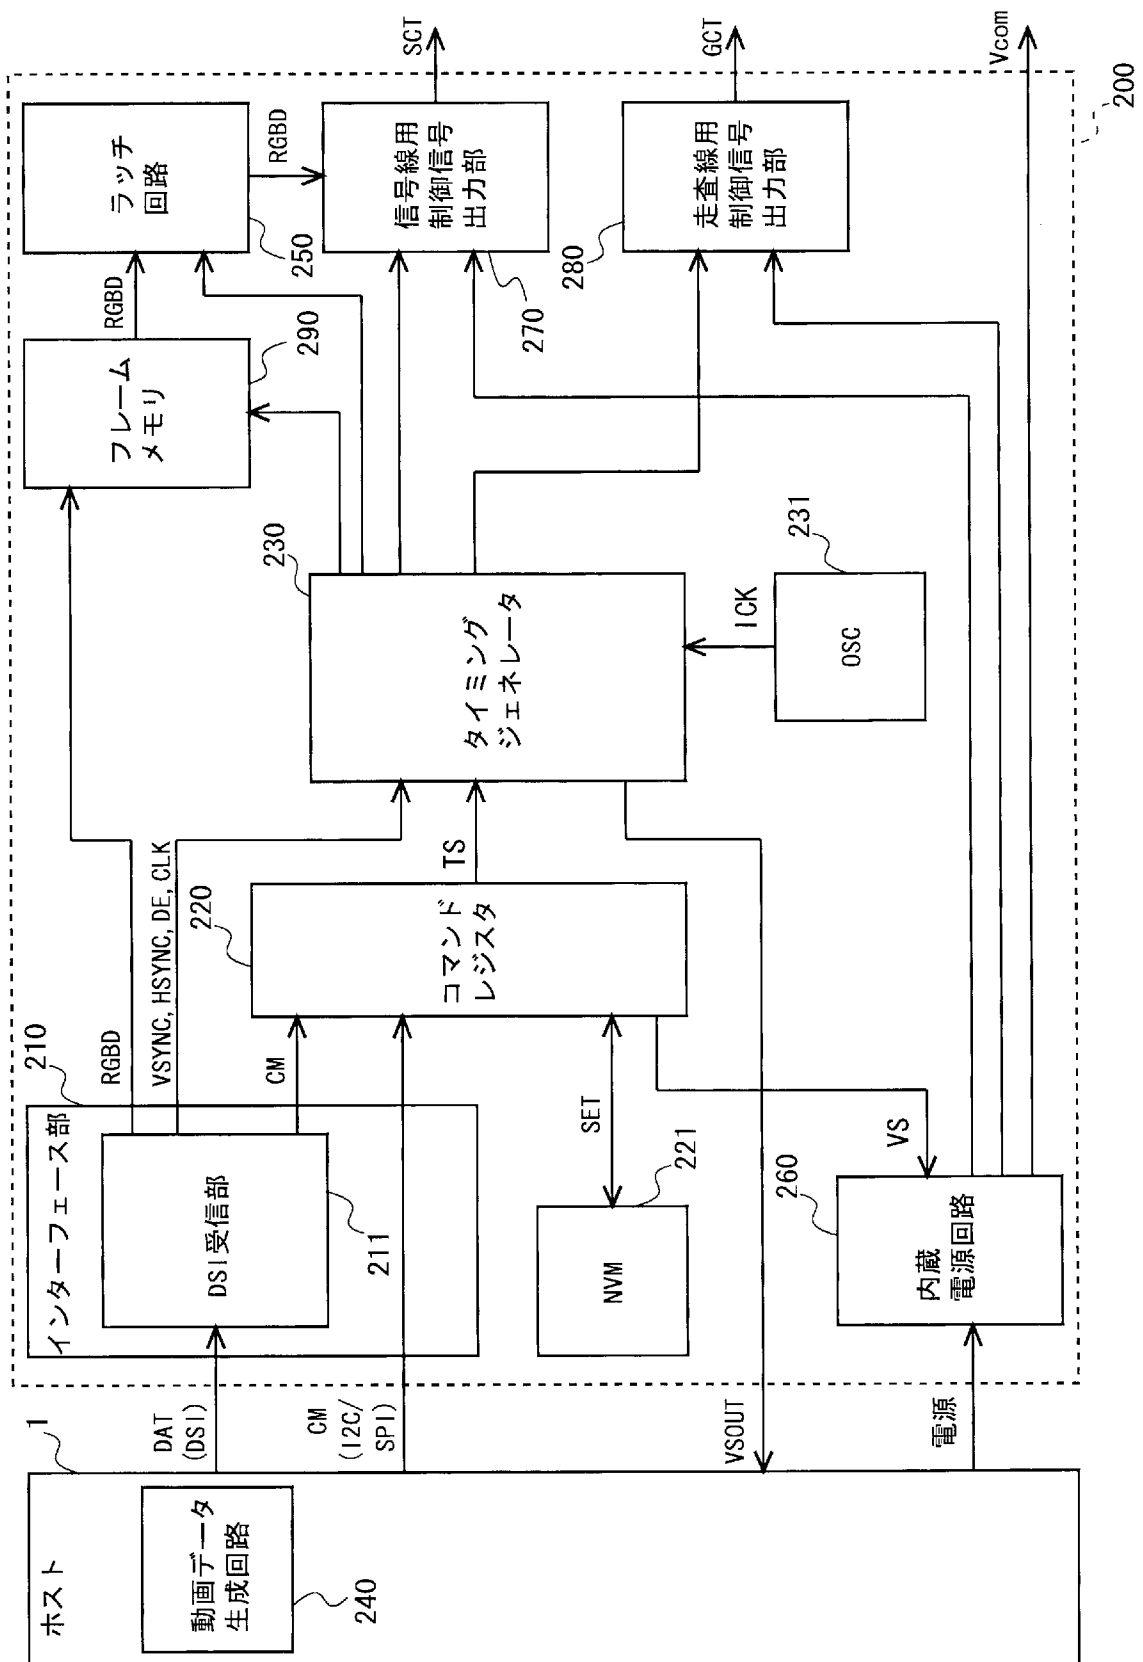 ホスト
1
動画データ
生成回路
240
DAT
(DSI)
CM
(I2C/
SPI)
VSOUT
電源
インターフェース部
210
DSI受信部
211
RGBD
VSYNC, HSYNC, DE, CLK
CM
NVM
221
SET
コマンド
レジスタ
220
TS
VS
内蔵
電源回路
260
タイミング
ジェネレータ
230
ICK
OSC
231
フレーム
メモリ
290
RGBD
ラッチ
回路
250
RGBD
信号線用
制御信号
出力部
270
SCT
走査線用
制御信号
出力部
280
GCT
Vcom
200